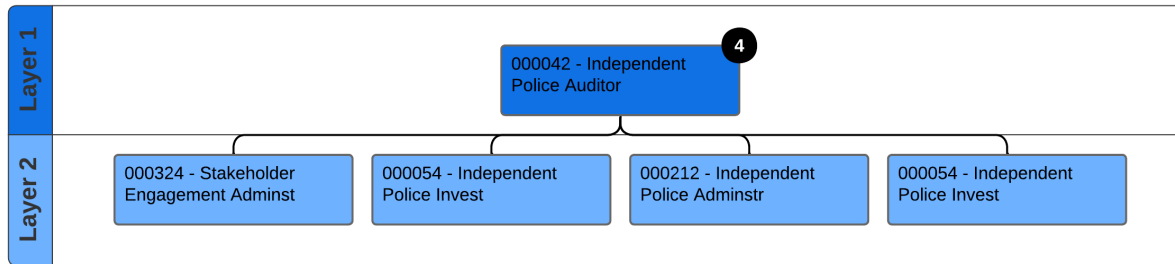 Layer 1
4
000042 - Independent
Police Auditor
Layer 2
000324 - Stakeholder
Engagement Adminst
000054 - Independent
Police Invest
000212 - Independent
Police Adminstr
000054 - Independent
Police Invest